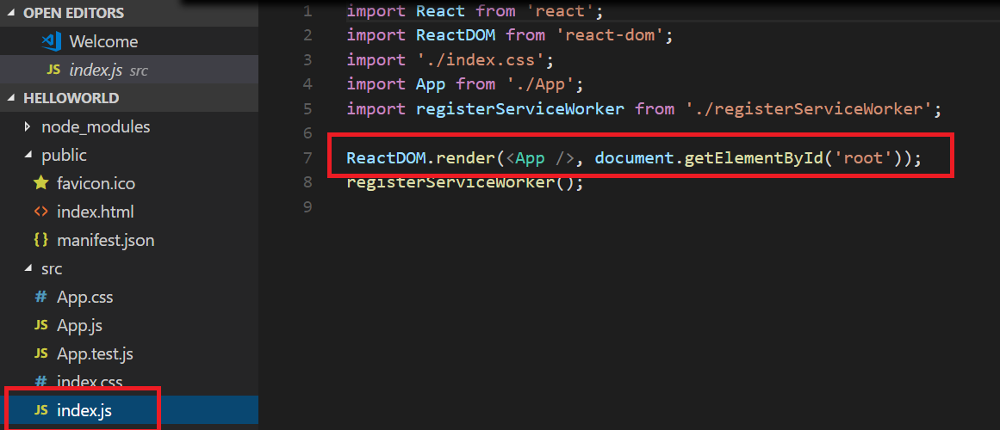 OPEN EDITORS
Welcome
JS index.js src
HELLOWORLD
node_modules
public
favicon.ico
<> index.html
{} manifest.json
src
# App.css
JS App.js
JS App.test.js
# index.css
JS index.js
1 import React from 'react';
2 import ReactDOM from 'react-dom';
3 import './index.css';
4 import App from './App';
5 import registerServiceWorker from './registerServiceWorker';
6
7 ReactDOM.render(<App />, document.getElementById('root'));
8 registerServiceWorker();
9